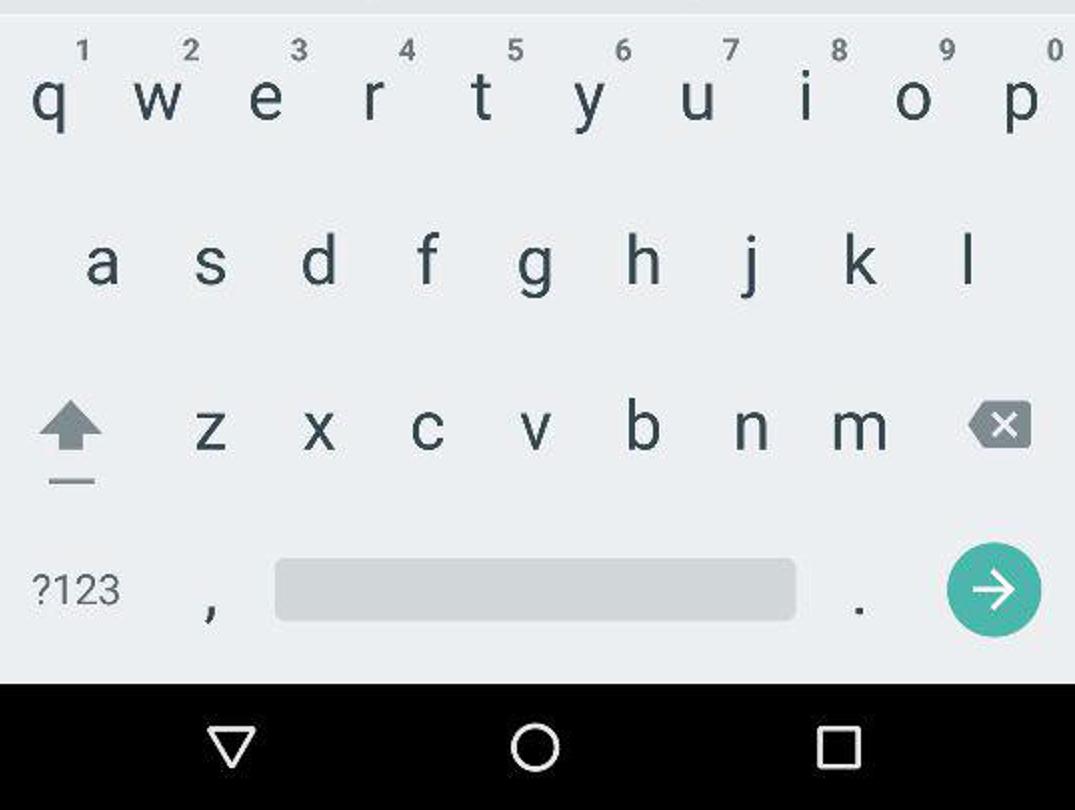 1 2 3 4 5 6 7 8 9 0
q w e r t y u i o p
a s d f g h j k l
z x c v b n m
?123 , .